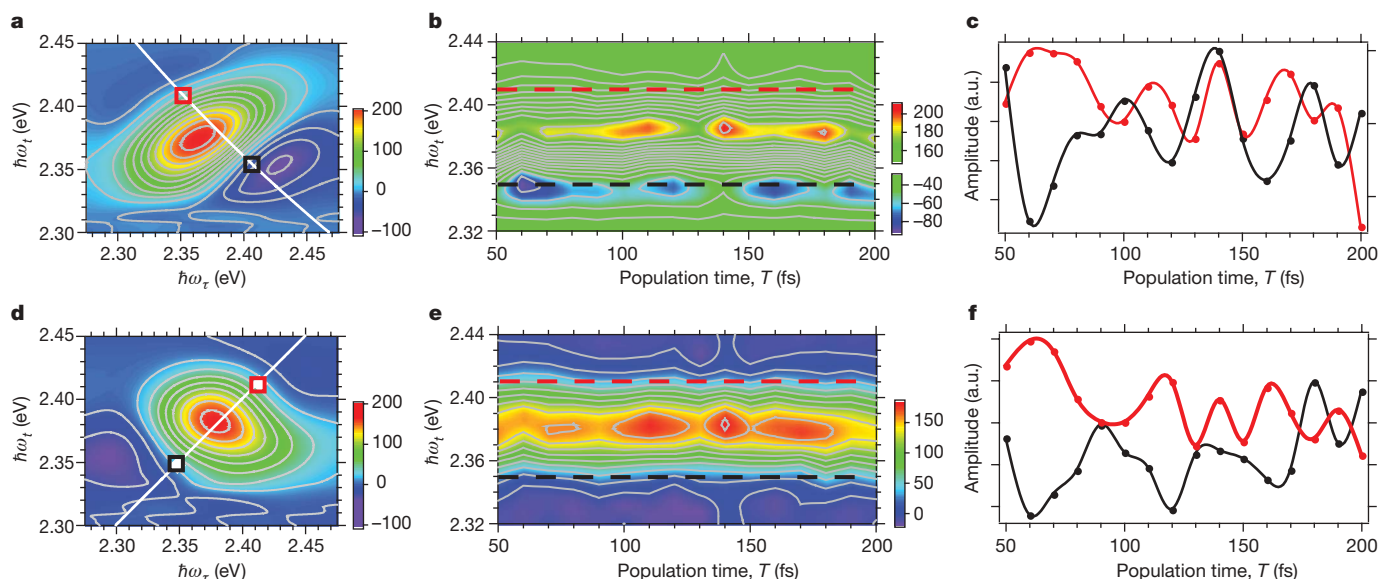 a
2.45
2.40
2.35
2.30
ħω_t (eV)
2.30 2.35 2.40 2.45
ħω_τ (eV)
200
100
0
−100
b
2.44
2.40
2.36
2.32
ħω_t (eV)
50 100 150 200
Population time, T (fs)
200
180
160
−40
−60
−80
c
Amplitude (a.u.)
50 100 150 200
Population time, T (fs)
d
2.45
2.40
2.35
2.30
ħω_t (eV)
2.30 2.35 2.40 2.45
ħω_τ (eV)
200
100
0
−100
e
2.44
2.40
2.36
2.32
ħω_t (eV)
50 100 150 200
Population time, T (fs)
150
100
50
0
f
Amplitude (a.u.)
50 100 150 200
Population time, T (fs)